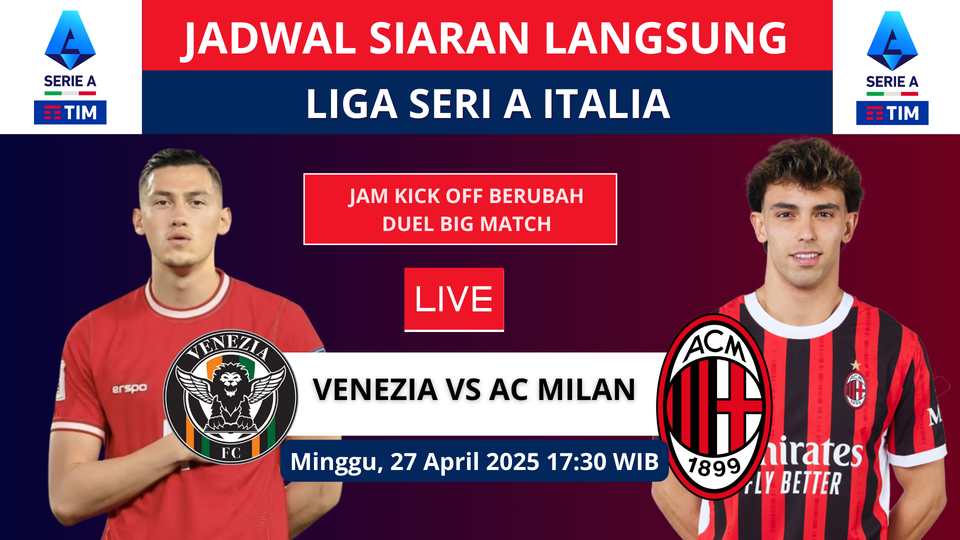 JADWAL SIARAN LANGSUNG
LIGA SERI A ITALIA
SERIE A
TIM
SERIE A
TIM
JAM KICK OFF BERUBAH
DUEL BIG MATCH
LIVE
VENEZIA VS AC MILAN
Minggu, 27 April 2025 17:30 WIB
erspo
VENEZIA
FC
ACM
1899
FLY BETTER